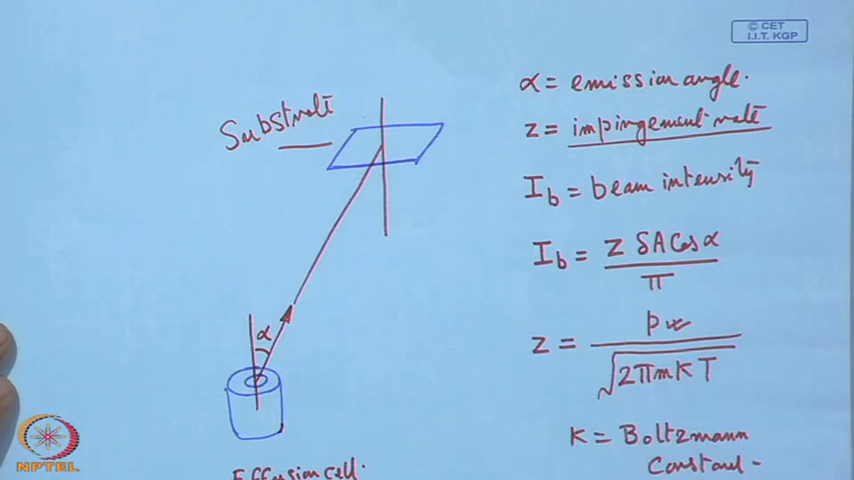 © CET
I.I.T. KGP
Substrate
α
Effusion cell.
α = emission angle.
Z = impingement rate
I_b = beam intensity
I_b = Z δA Cos α / π
Z = p / √2πmKT
K = Boltzmann
Constant -
NPTEL